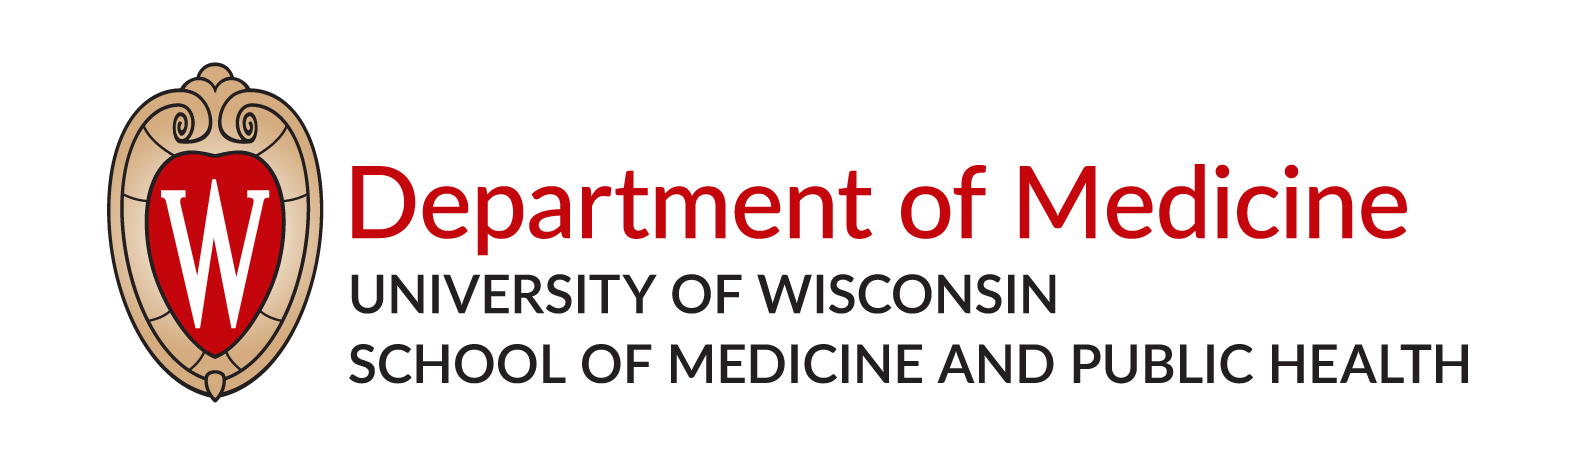 W
Department of Medicine
UNIVERSITY OF WISCONSIN
SCHOOL OF MEDICINE AND PUBLIC HEALTH